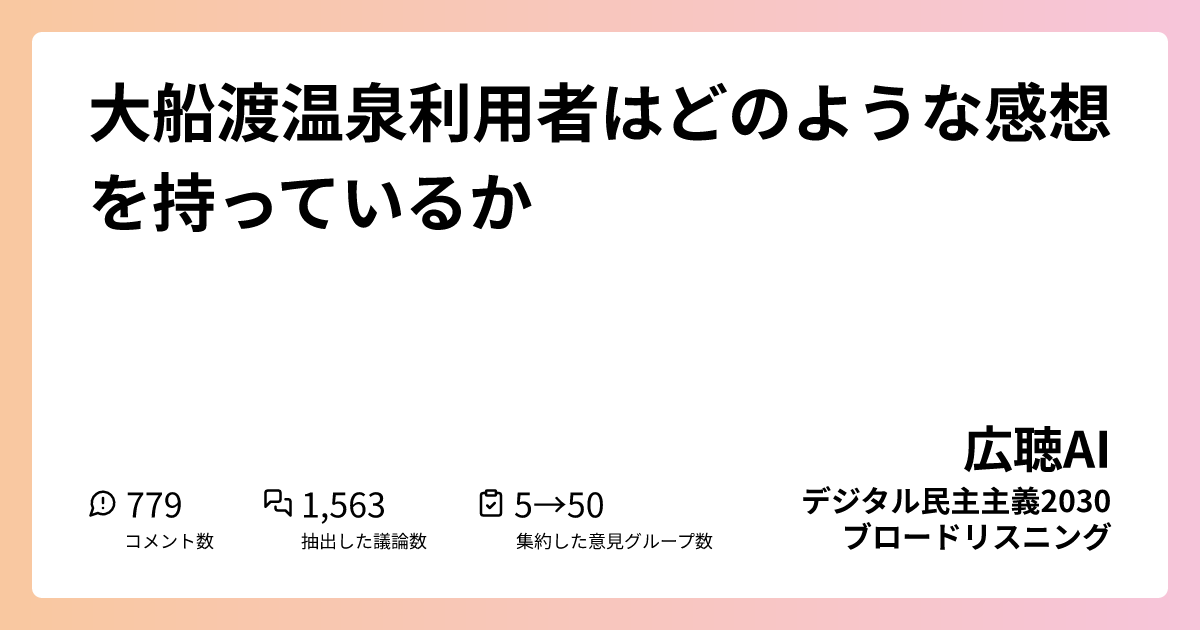 大船渡温泉利用者はどのような感想
を持っているか
広聴AI
デジタル民主主義2030
ブロードリスニング
779
コメント数
1,563
抽出した議論数
5→50
集約した意見グループ数